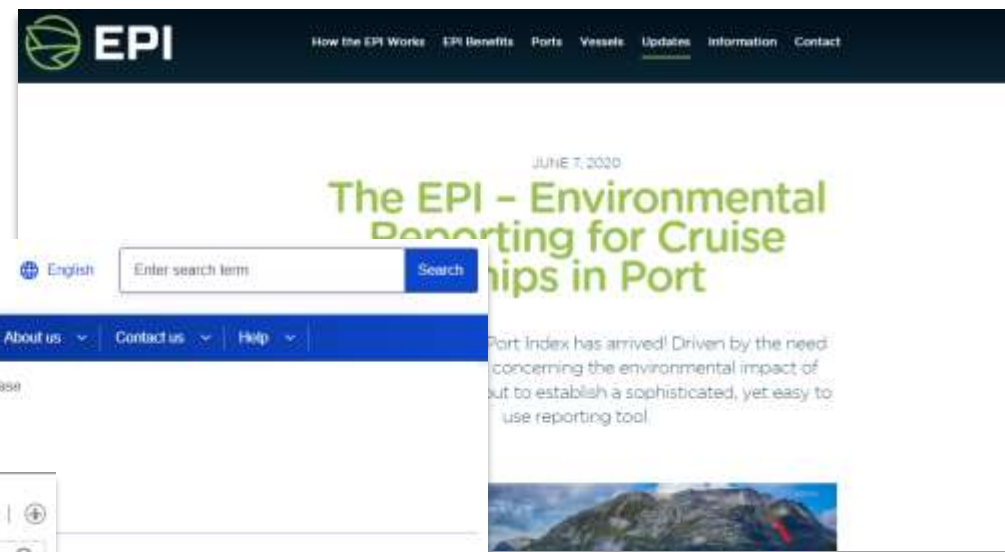 EPI
How the EPI Works EPI Benefits Ports Vessels Updates Information Contact
JUNE 7, 2020
The EPI – Environmental
Reporting for Cruise
hips in Port
English Enter search term Search
About us Contact us Help
Port Index has arrived! Driven by the need
concerning the environmental impact of
out to establish a sophisticated, yet easy to
use reporting tool.
ase